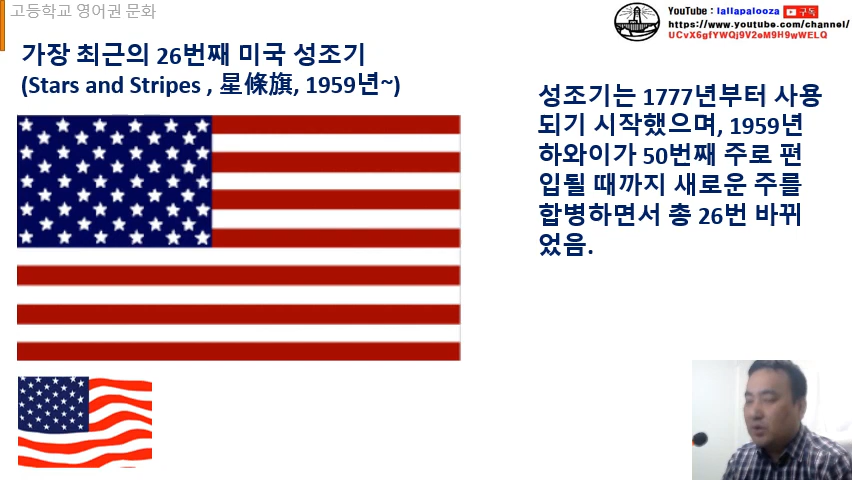 고등학교 영어권 문화
YouTube : lallapalooza 구독
https://www.youtube.com/channel/
UCvX6gfYWQj9V2eM9H9wWELQ
가장 최근의 26번째 미국 성조기
(Stars and Stripes , 星條旗, 1959년~)
성조기는 1777년부터 사용
되기 시작했으며, 1959년
하와이가 50번째 주로 편
입될 때까지 새로운 주를
합병하면서 총 26번 바뀌
었음.